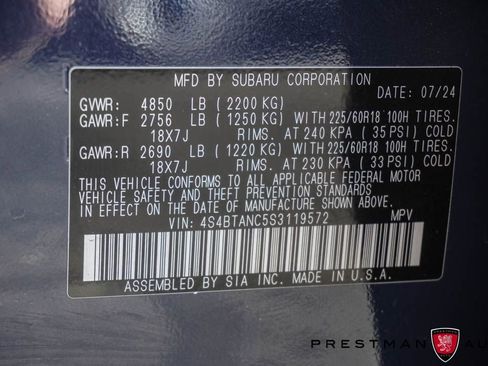 MFD BY SUBARU CORPORATION
DATE: 07/24
GVWR: 4850 LB (2200 KG)
GAWR:F 2756 LB (1250 KG) WITH 225/60R18 100H TIRES.
18X7J RIMS. AT 240 KPA (35 PSI) COLD
GAWR:R 2690 LB (1220 KG) WITH 225/60R18 100H TIRES.
18X7J RIMS. AT 230 KPA (33 PSI) COLD
THIS VEHICLE CONFORMS TO ALL APPLICABLE FEDERAL MOTOR
VEHICLE SAFETY AND THEFT PREVENTION STANDARDS
IN EFFECT ON THE DATE OF MANUFACTURE SHOWN ABOVE.
VIN: 4S4BTANC5S3119572 MPV
ASSEMBLED BY SIA INC. MADE IN U.S.A.
PRESTMAN AU